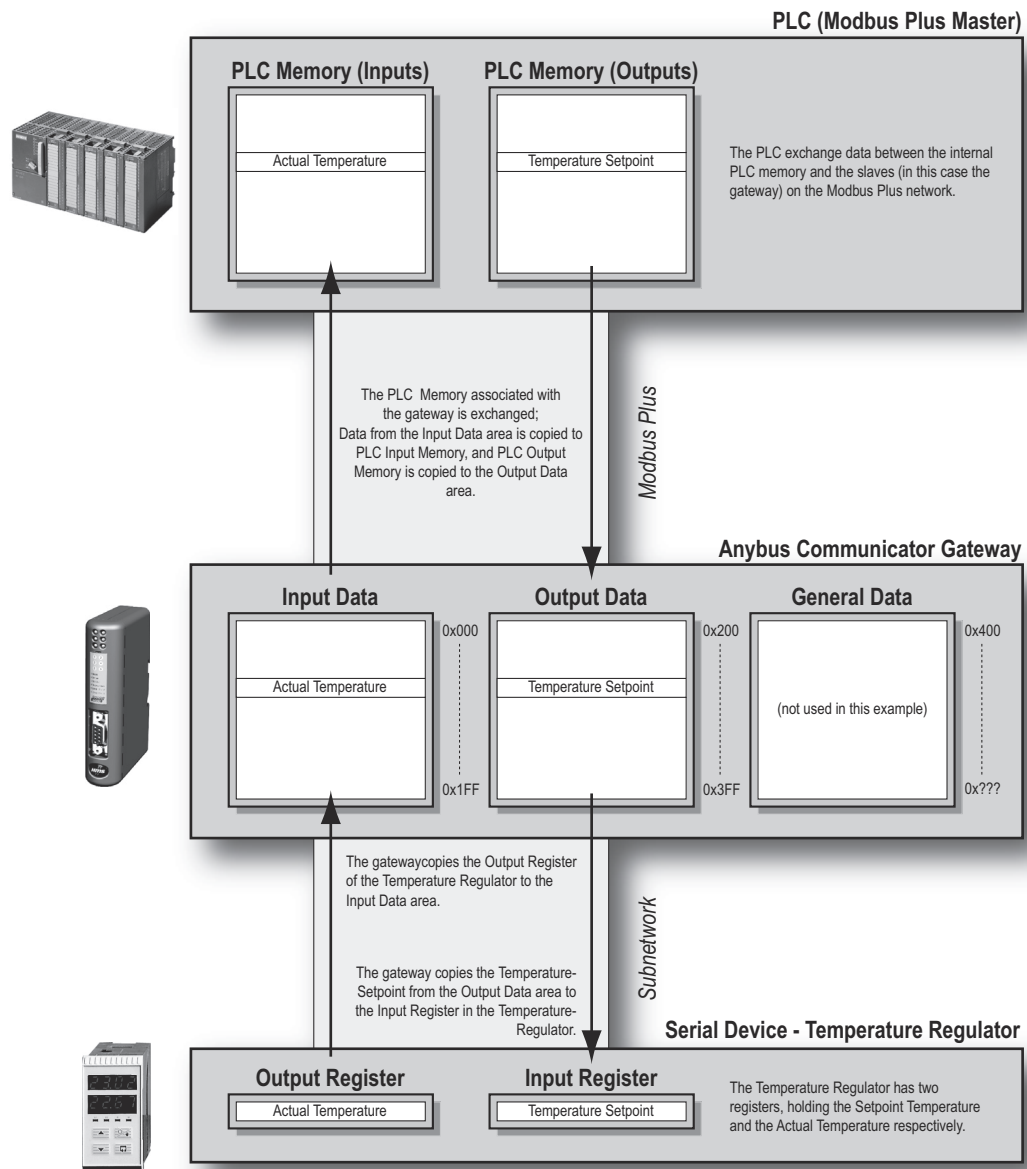 PLC (Modbus Plus Master)
PLC Memory (Inputs)
PLC Memory (Outputs)
Actual Temperature
Temperature Setpoint
The PLC exchange data between the internal
PLC memory and the slaves (in this case the
gateway) on the Modbus Plus network.
The PLC Memory associated with
the gateway is exchanged;
Data from the Input Data area is copied to
PLC Input Memory, and PLC Output
Memory is copied to the Output Data
area.
Modbus Plus
Anybus Communicator Gateway
Input Data
Output Data
General Data
0x000
0x200
0x400
Actual Temperature
Temperature Setpoint
(not used in this example)
0x1FF
0x3FF
0x???
The gatewaycopies the Output Register
of the Temperature Regulator to the
Input Data area.
The gateway copies the Temperature-
Setpoint from the Output Data area to
the Input Register in the Temperature-
Regulator.
Subnetwork
Serial Device - Temperature Regulator
Output Register
Input Register
Actual Temperature
Temperature Setpoint
The Temperature Regulator has two
registers, holding the Setpoint Temperature
and the Actual Temperature respectively.